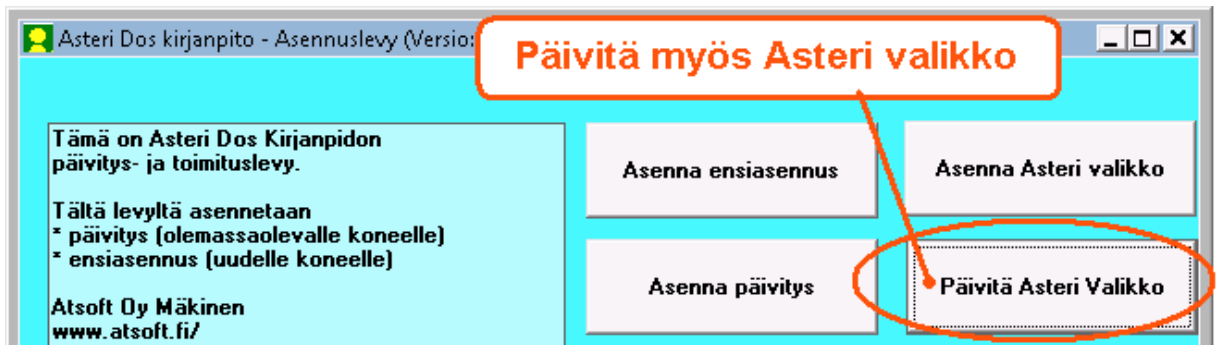 Asteri Dos kirjanpito - Asennuslevy (Versio:
Päivitä myös Asteri valikko
Tämä on Asteri Dos Kirjanpidon
päivitys- ja toimituslevy.
Tältä levyltä asennetaan
* päivitys (olemassaolevalle koneelle)
* ensiasennus (uudelle koneelle)
Atsoft Oy Mäkinen
www.atsoft.fi/
Asenna ensiasennus
Asenna Asteri valikko
Asenna päivitys
Päivitä Asteri Valikko